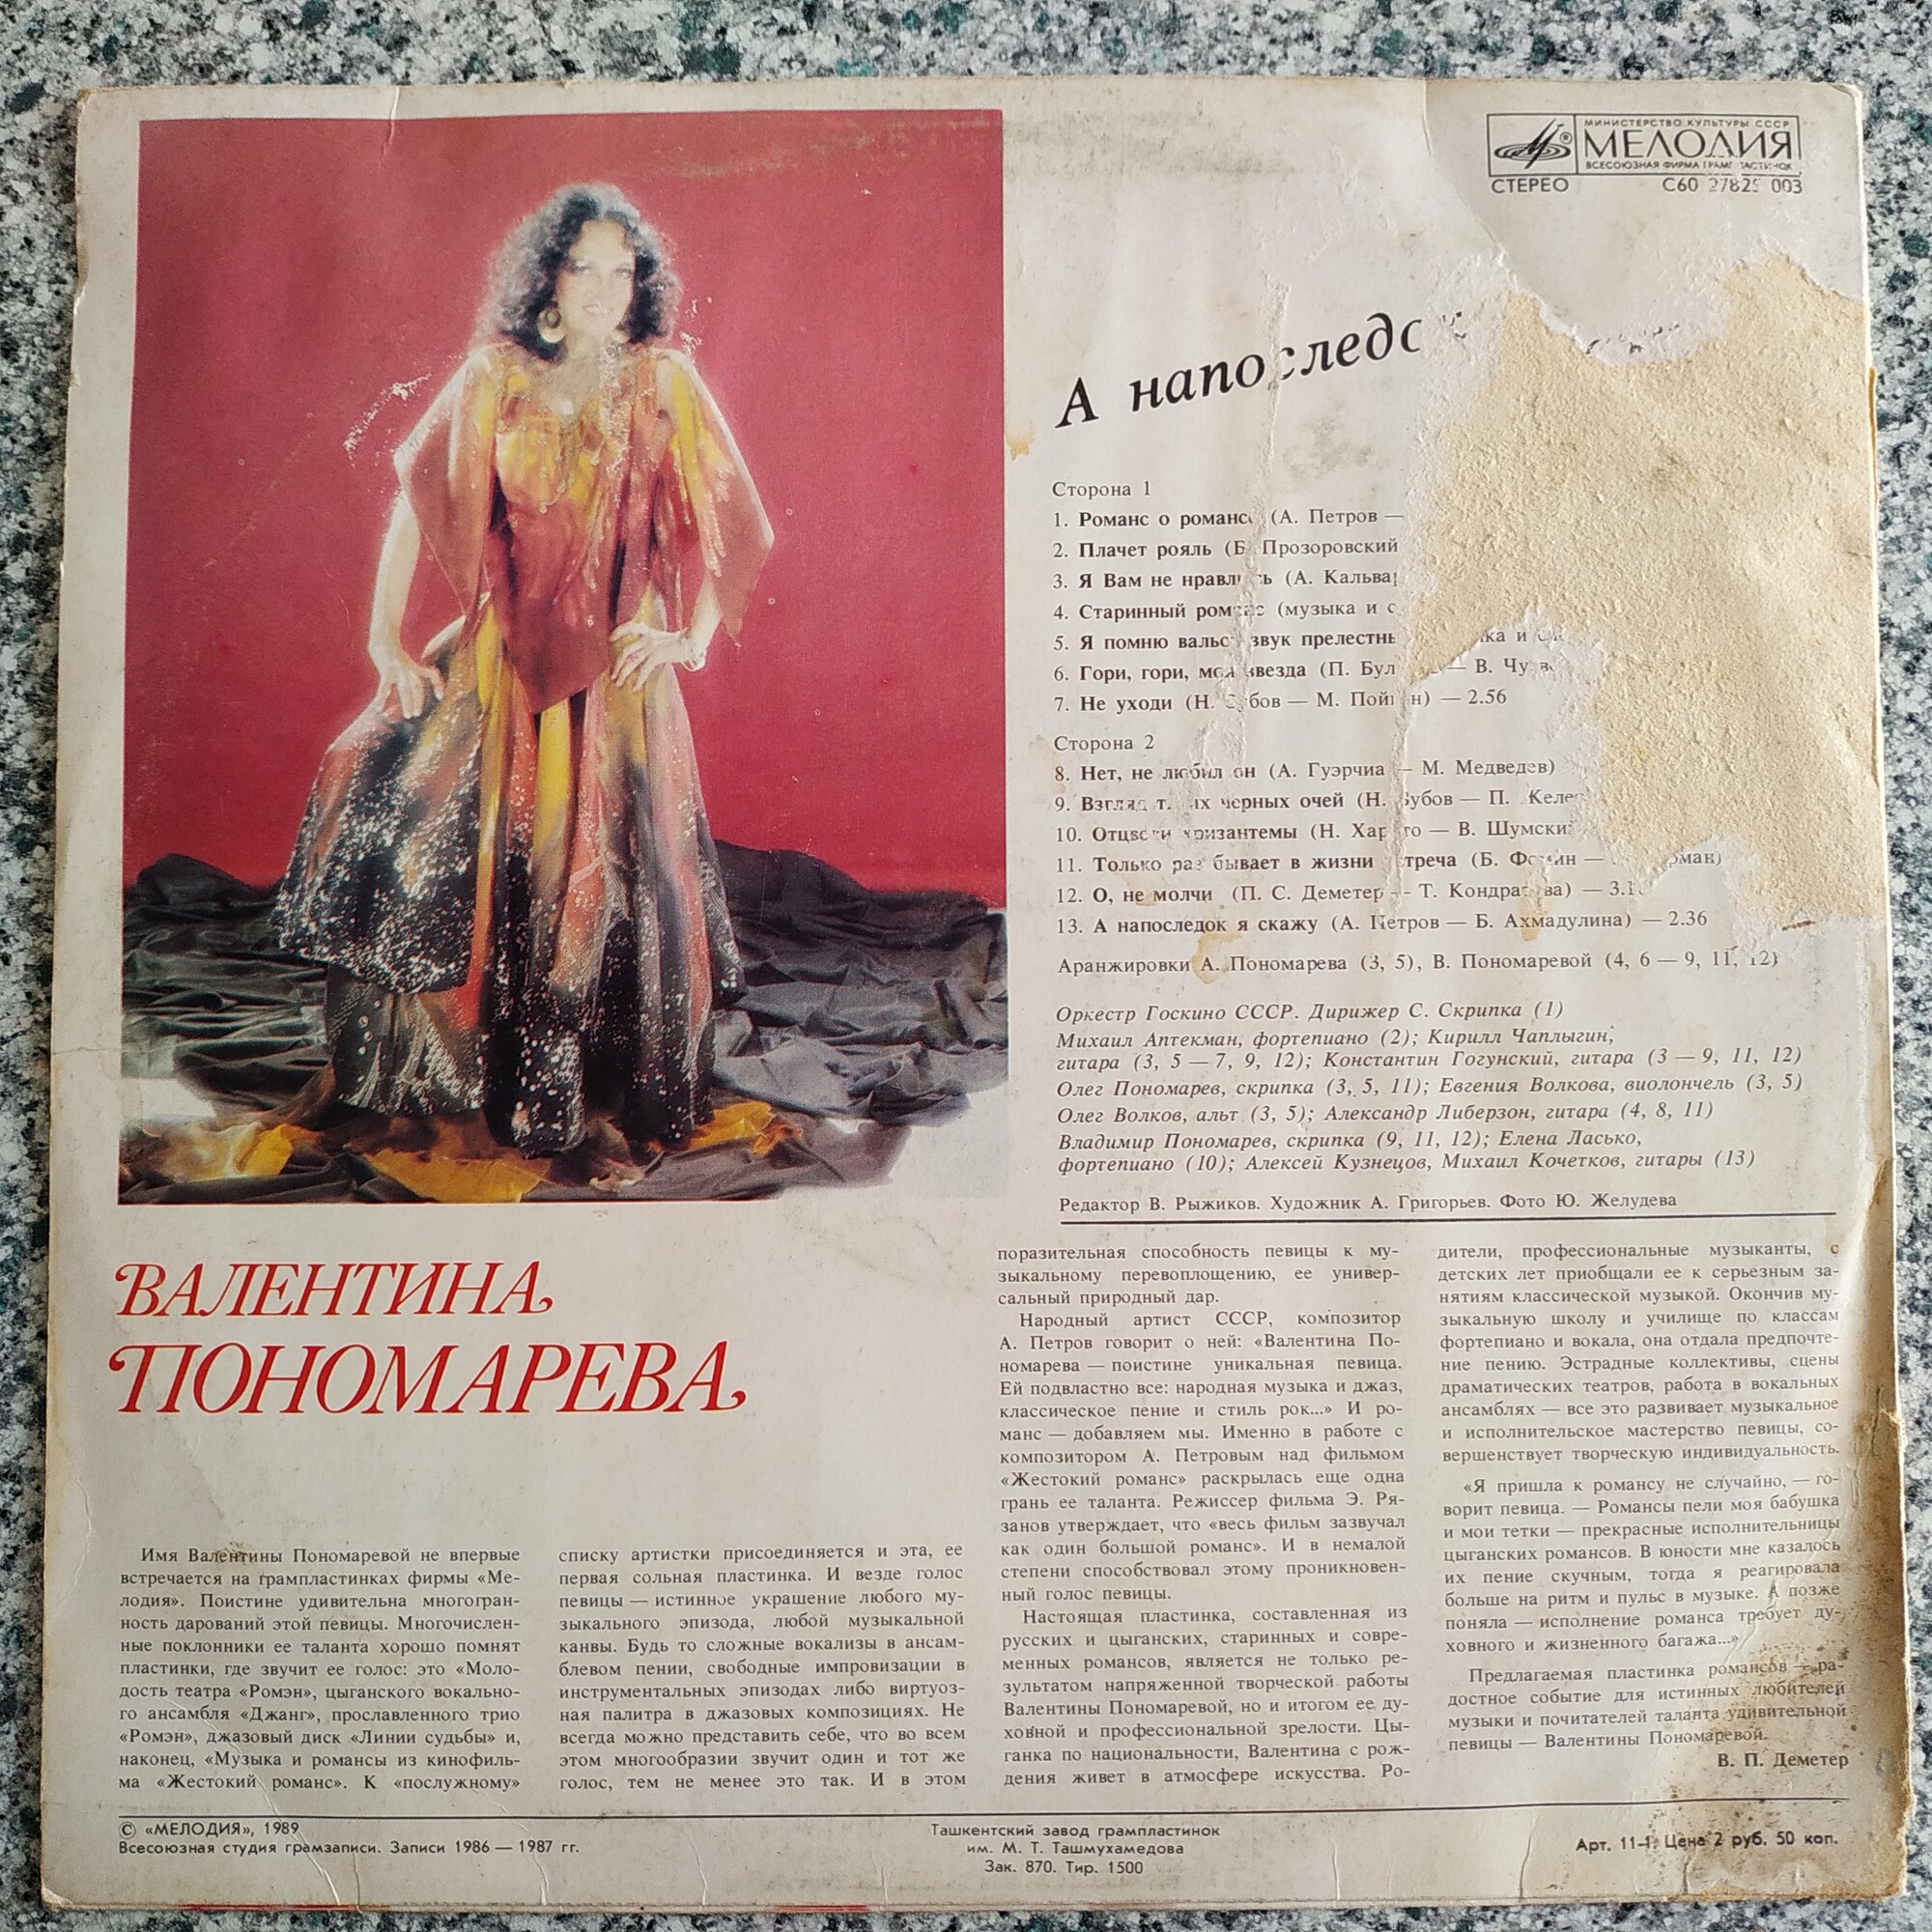 МИНИСТЕРСТВО КУЛЬТУРЫ СССР
МЕЛОДИЯ
ВСЕСОЮЗНАЯ ФИРМА
СТЕРЕО С60 003
А
Сторона 1
1. Романс о (А. Петров —
2. Плачет рояль Прозоровский
3. Я Вам не (А.
4. Старинный (музыка и
5. Я помню звук
6. Гори, гори, звезда (П. — В.
7. Не уходи (Н. — М. — 2.56
Сторона 2
8. Нет, не любил он (А. Гуэрчиа — М. Медведев)
9. черных очей (Н. Зубов — П.
10. хризантемы (Н. — В.
11. Только раз бывает в жизни (Б. Фомин —
12. О, не молчи (П. С. Деметер — Т. —
13. А напоследок я скажу (А. Петров — Б. Ахмадулина) — 2.36
Аранжировки А. Пономарева (3, 5), В. Пономаревой (4, 6 — 9, 11, 12)
Оркестр Госкино СССР. Дирижер С. Скрипка (1)
Михаил Аптекман, фортепиано (2); Кирилл Чаплыгин,
гитара (3, 5 — 7, 9, 12); Константин Гогунский, гитара (3 — 9, 11, 12)
Олег Пономарев, скрипка (3, 5, 11); Евгения Волкова, виолончель (3, 5)
Олег Волков, альт (3, 5); Александр Либерзон, гитара (4, 8, 11)
Владимир Пономарев, скрипка (9, 11, 12); Елена Ласько,
фортепиано (10); Алексей Кузнецов, Михаил Кочетков, гитары (13)
Редактор В. Рыжиков. Художник А. Григорьев. Фото Ю. Желудева
ВАЛЕНТИНА
ПОНОМАРЕВА
Имя Валентины Пономаревой не впервые
встречается на грампластинках фирмы «Ме-
лодия». Поистине удивительна многогран-
ность дарований этой певицы. Многочислен-
ные поклонники ее таланта хорошо помнят
пластинки, где звучит ее голос: это «Моло-
дость театра «Ромэн», цыганского вокально-
го ансамбля «Джанг», прославленного трио
«Ромэн», джазовый диск «Линии судьбы» и,
наконец, «Музыка и романсы из кинофиль-
ма «Жестокий романс». К «послужному»
списку артистки присоединяется и эта, ее
первая сольная пластинка. И везде голос
певицы — истинное украшение любого му-
зыкального эпизода, любой музыкальной
канвы. Будь то сложные вокализы в ансам-
блевом пении, свободные импровизации в
инструментальных эпизодах либо виртуоз-
ная палитра в джазовых композициях. Не
всегда можно представить себе, что во всем
этом многообразии звучит один и тот же
голос, тем не менее это так. И в этом
поразительная способность певицы к му-
зыкальному перевоплощению, ее универ-
сальный природный дар.
Народный артист СССР, композитор
А. Петров говорит о ней: «Валентина По-
номарева — поистине уникальная певица.
Ей подвластно все: народная музыка и джаз,
классическое пение и стиль рок...» И ро-
манс — добавляем мы. Именно в работе с
композитором А. Петровым над фильмом
«Жестокий романс» раскрылась еще одна
грань ее таланта. Режиссер фильма Э. Ря-
занов утверждает, что «весь фильм зазвучал
как один большой романс». И в немалой
степени способствовал этому проникновен-
ный голос певицы.
Настоящая пластинка, составленная из
русских и цыганских, старинных и совре-
менных романсов, является не только ре-
зультатом напряженной творческой работы
Валентины Пономаревой, но и итогом ее ду-
ховной и профессиональной зрелости. Цы-
ганка по национальности, Валентина с рож-
дения живет в атмосфере искусства. Ро-
дители, профессиональные музыканты, с
детских лет приобщали ее к серьезным за-
нятиям классической музыкой. Окончив му-
зыкальную школу и училище по классам
фортепиано и вокала, она отдала предпочте-
ние пению. Эстрадные коллективы, сцены
драматических театров, работа в вокальных
ансамблях — все это развивает музыкальное
и исполнительское мастерство певицы, со-
вершенствует творческую индивидуальность.
«Я пришла к романсу не случайно, — го-
ворит певица. — Романсы пели моя бабушка
и мои тетки — прекрасные исполнительницы
цыганских романсов. В юности мне казалось
их пение скучным, тогда я реагировала
больше на ритм и пульс в музыке. А позже
поняла — исполнение романса требует ду-
ховного и жизненного багажа...»
Предлагаемая пластинка романсов — ра-
достное событие для истинных любителей
музыки и почитателей таланта удивительной
певицы — Валентины Пономаревой.
В. П. Деметер
© «МЕЛОДИЯ», 1989
Всесоюзная студия грамзаписи. Записи 1986 — 1987 гг.
Ташкентский завод грампластинок
им. М. Т. Ташмухамедова
Зак. 870. Тир. 1500
Арт. 11-1. Цена 2 руб. 50 коп.